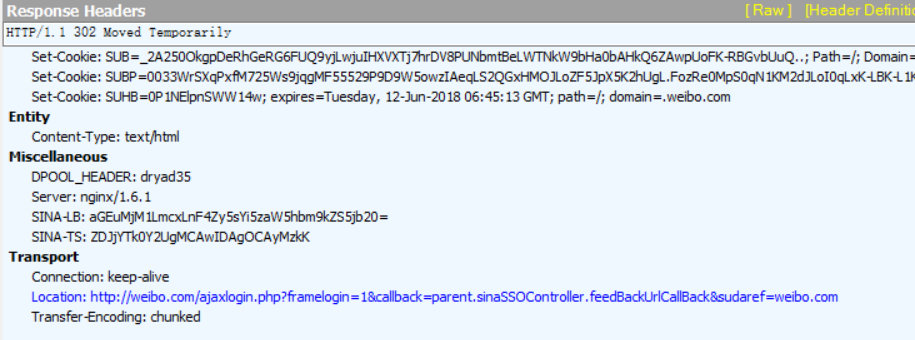 Response Headers [ Raw ] [Header Definitio
HTTP/1.1 302 Moved Temporarily
Set-Cookie: SUB=_2A250OkgpDeRhGeRG6FUQ9yjLwjuIHXVXTj7hrDV8PUNbmtBeLWTNkW9bHa0bAHkQ6ZAwpUoFK-RBGvbUuQ..; Path=/; Domain=
Set-Cookie: SUBP=0033WrSXqPxfM725Ws9jqgMF55529P9D9W5owzIAeqLS2QGxHMOJLoZF5JpX5K2hUgL.FozRe0MpS0qN1KM2dJLoI0qLxK-LBK-L1K
Set-Cookie: SUHB=0P1NElpnSWW14w; expires=Tuesday, 12-Jun-2018 06:45:13 GMT; path=/; domain=.weibo.com
Entity
Content-Type: text/html
Miscellaneous
DPOOL_HEADER: dryad35
Server: nginx/1.6.1
SINA-LB: aGEuMjM1LmcxLnF4Zy5sYi5zaW5hbm9kZS5jb20=
SINA-TS: ZDJjYTk0Y2UgMCAwIDAgOCAyMzkK
Transport
Connection: keep-alive
Location: http://weibo.com/ajaxlogin.php?framelogin=1&callback=parent.sinaSSOController.feedBackUrlCallBack&sudaref=weibo.com
Transfer-Encoding: chunked